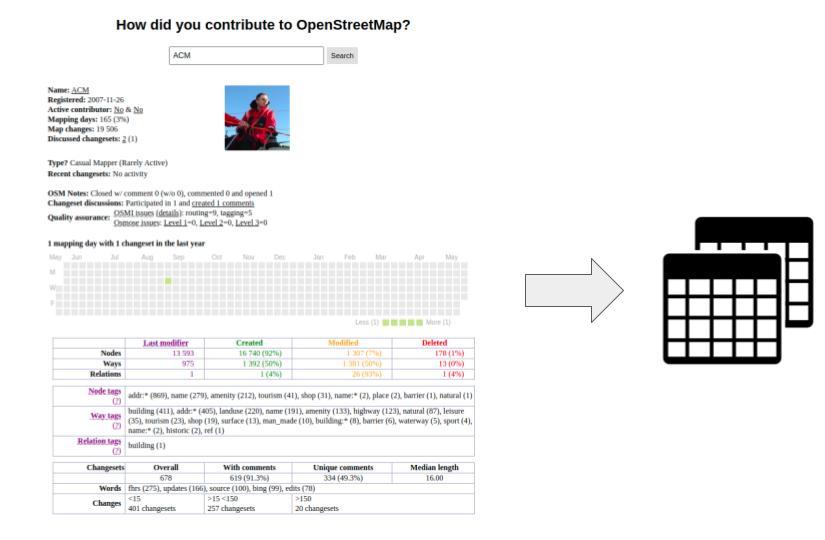 How did you contribute to OpenStreetMap?
ACM Search
Name: ACM
Registered: 2007-11-26
Active contributor: No & No
Mapping days: 165 (3%)
Map changes: 19 506
Discussed changesets: 2 (1)
Type? Casual Mapper (Rarely Active)
Recent changesets: No activity
OSM Notes: Closed w/ comment 0 (w/o 0), commented 0 and opened 1
Changeset discussions: Participated in 1 and created 1 comments
Quality assurance: OSMI issues (details): routing=9, tagging=5
Osmose issues: Level 1=0, Level 2=0, Level 3=0
1 mapping day with 1 changeset in the last year
May Jun Jul Aug Sep Oct Nov Dec Jan Feb Mar Apr May
M
W
F
Less (1) More (1)
Last modifier Created Modified Deleted
Nodes 13 593 16 740 (92%) 1 307 (7%) 178 (1%)
Ways 975 1 392 (50%) 1 381 (50%) 13 (0%)
Relations 1 1 (4%) 26 (93%) 1 (4%)
Node tags (?) addr:* (869), name (279), amenity (212), tourism (41), shop (31), name:* (2), place (2), barrier (1), natural (1)
Way tags (?) building (411), addr:* (405), landuse (220), name (191), amenity (133), highway (123), natural (87), leisure
(35), tourism (23), shop (19), surface (13), man_made (10), building:* (8), barrier (6), waterway (5), sport (4),
name:* (2), historic (2), ref (1)
Relation tags (?) building (1)
Changesets Overall With comments Unique comments Median length
678 619 (91.3%) 334 (49.3%) 16.00
Words fhrs (275), updates (166), source (100), bing (99), edits (78)
Changes <15 >15 <150 >150
401 changesets 257 changesets 20 changesets